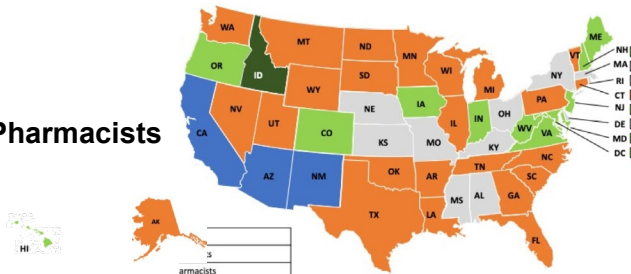 Pharmacists
WA
OR
ID
MT
ND
MN
SD
WY
WI
MI
NV
UT
CA
AZ
NM
CO
NE
KS
IA
MO
IL
IN
OH
KY
WV
VA
PA
NY
VT
ME
NH
MA
RI
CT
NJ
DE
MD
DC
OK
AR
TN
NC
SC
TX
LA
MS
AL
GA
FL
AK
HI
ts
armacists